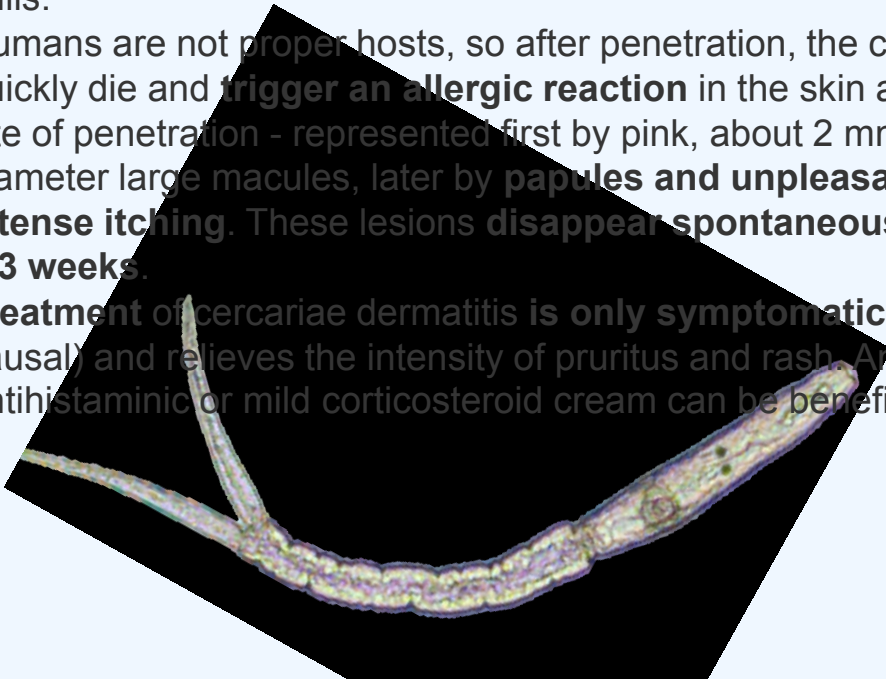 umans are not proper hosts, so after penetration, the c
uickly die and trigger an allergic reaction in the skin a
te of penetration - represented first by pink, about 2 mm
ameter large macules, later by papules and unpleasa
tense itching. These lesions disappear spontaneous
3 weeks.
eatment of cercariae dermatitis is only symptomatic
ausal) and relieves the intensity of pruritus and rash. An
ntihistaminic or mild corticosteroid cream can be benefi